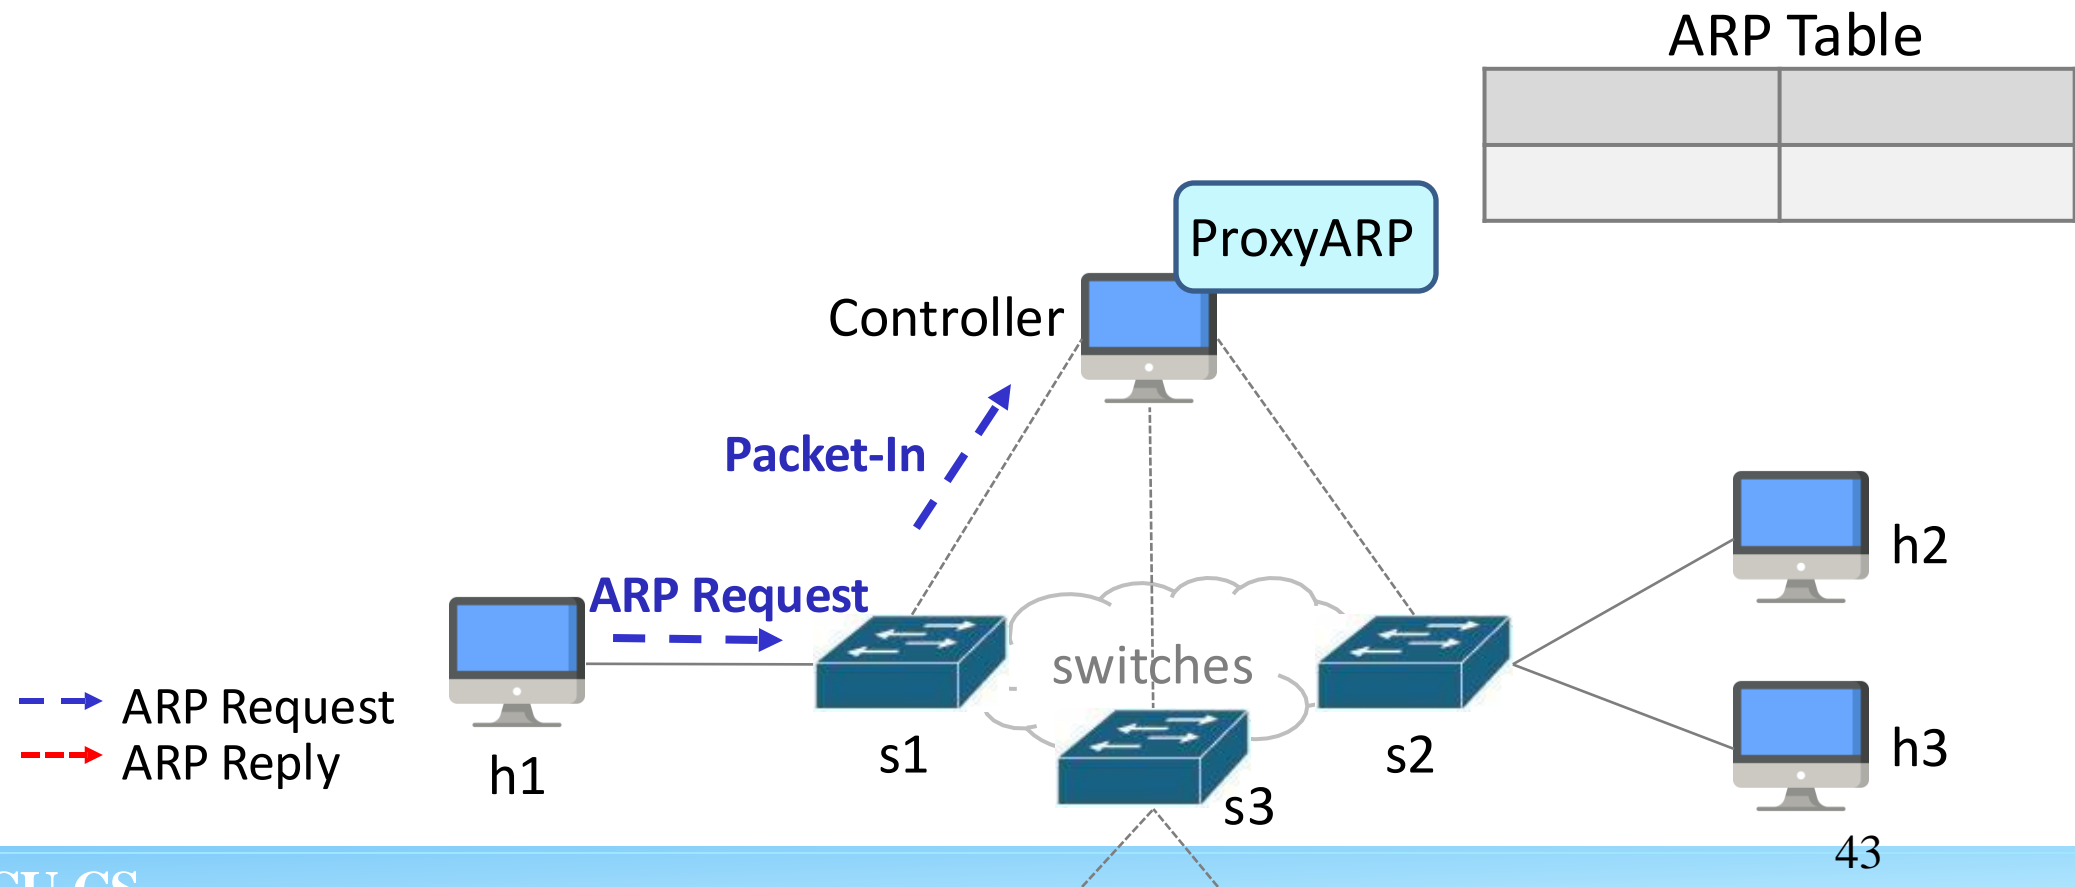 ARP Table
ProxyARP
Controller
Packet-In
ARP Request
switches
h2
ARP Request
ARP Reply
h1
s1
s2
h3
s3
43